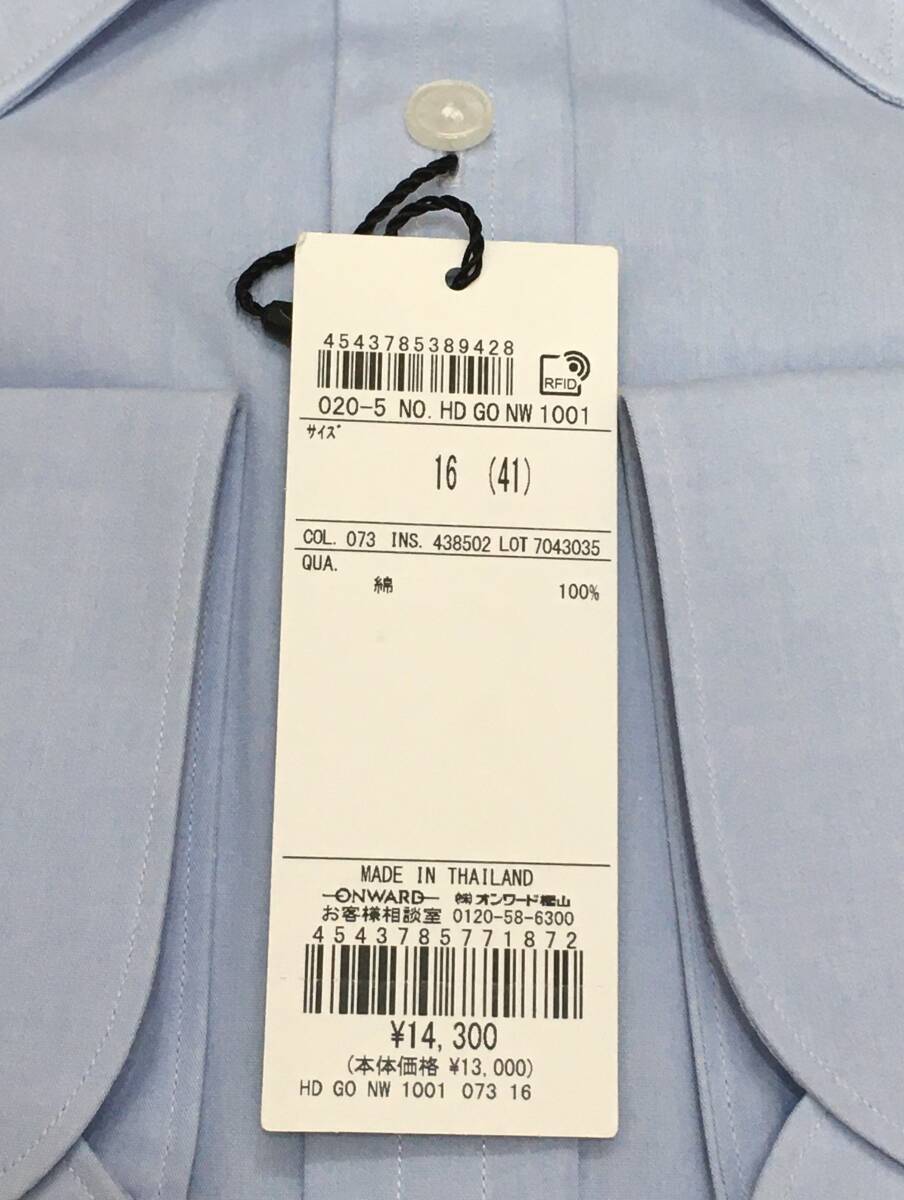 4543785389428
RFID
020-5 NO. HD GO NW 1001
ｻｲｽﾞ
16 (41)
COL. 073 INS. 438502 LOT 7043035
QUA.
綿 100%
MADE IN THAILAND
ONWARD ㈱オンワード樫山
お客様相談室 0120-58-6300
4543785771872
¥14,300
(本体価格 ¥13,000)
HD GO NW 1001 073 16